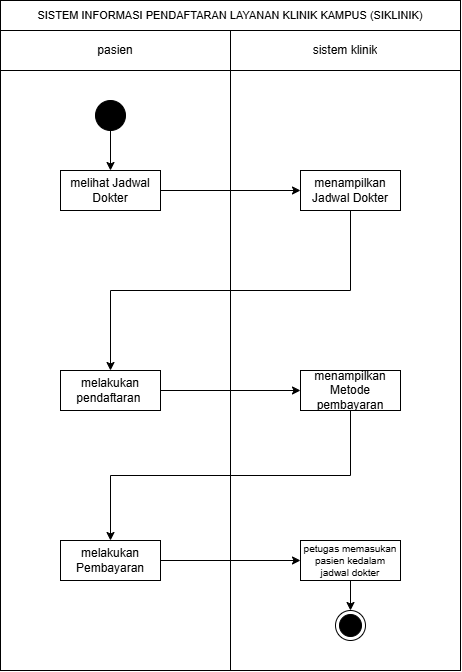 SISTEM INFORMASI PENDAFTARAN LAYANAN KLINIK KAMPUS (SIKLINIK)
pasien
sistem klinik
melihat Jadwal
Dokter
menampilkan
Jadwal Dokter
melakukan
pendaftaran
menampilkan
Metode
pembayaran
melakukan
Pembayaran
petugas memasukan
pasien kedalam
jadwal dokter